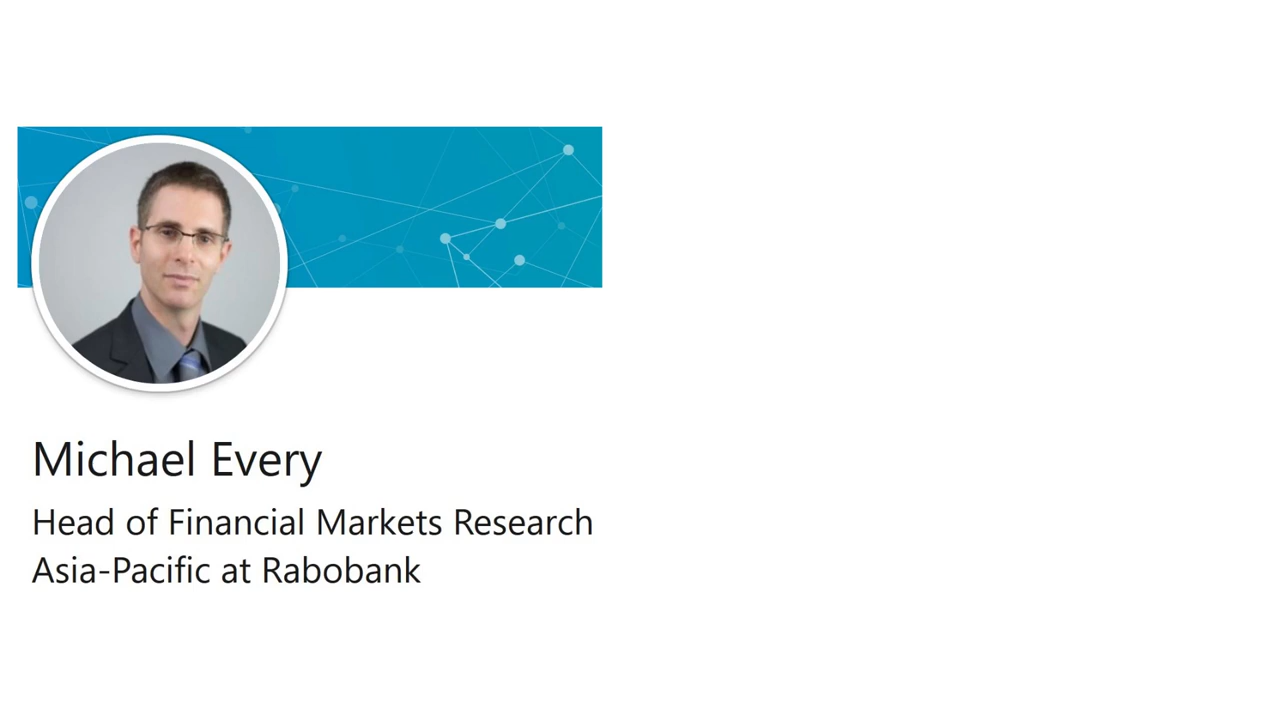 Michael Every
Head of Financial Markets Research
Asia-Pacific at Rabobank